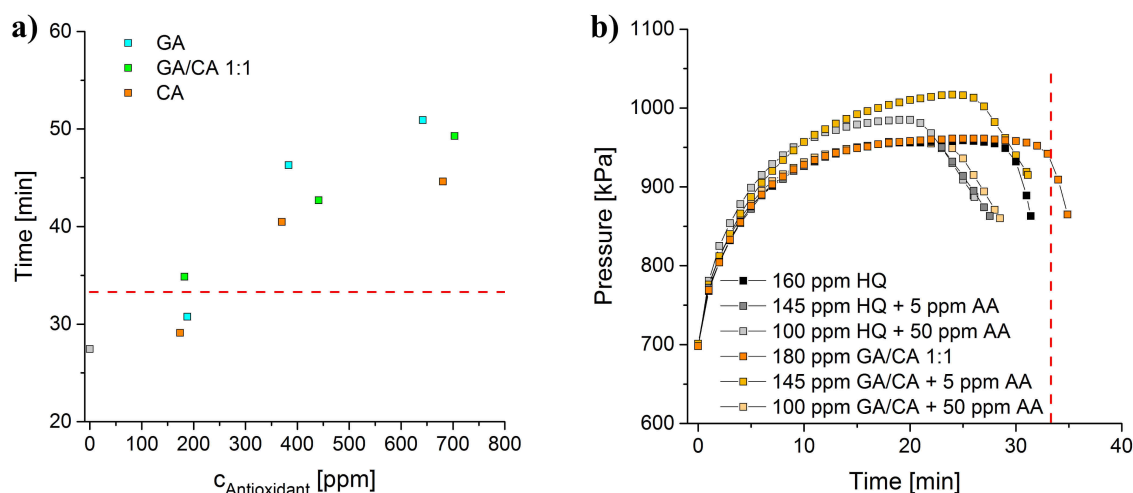 a)
60
50
40
30
20
Time [min]
GA
GA/CA 1:1
CA
0
100
200
300
400
500
600
700
800
cAntioxidant [ppm]
b)
1100
1000
900
800
700
600
Pressure [kPa]
160 ppm HQ
145 ppm HQ + 5 ppm AA
100 ppm HQ + 50 ppm AA
180 ppm GA/CA 1:1
145 ppm GA/CA + 5 ppm AA
100 ppm GA/CA + 50 ppm AA
0
10
20
30
40
Time [min]